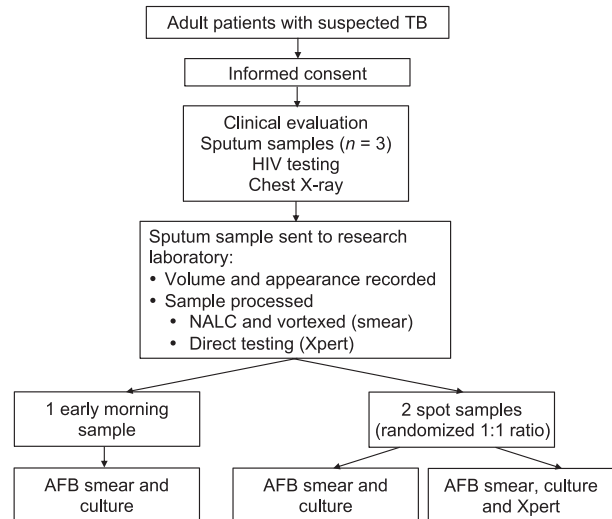 Adult patients with suspected TB
Informed consent
Clinical evaluation
Sputum samples (n = 3)
HIV testing
Chest X-ray
Sputum sample sent to research
laboratory:
• Volume and appearance recorded
• Sample processed
• NALC and vortexed (smear)
• Direct testing (Xpert)
1 early morning
sample
2 spot samples
(randomized 1:1 ratio)
AFB smear and
culture
AFB smear and
culture
AFB smear, culture
and Xpert